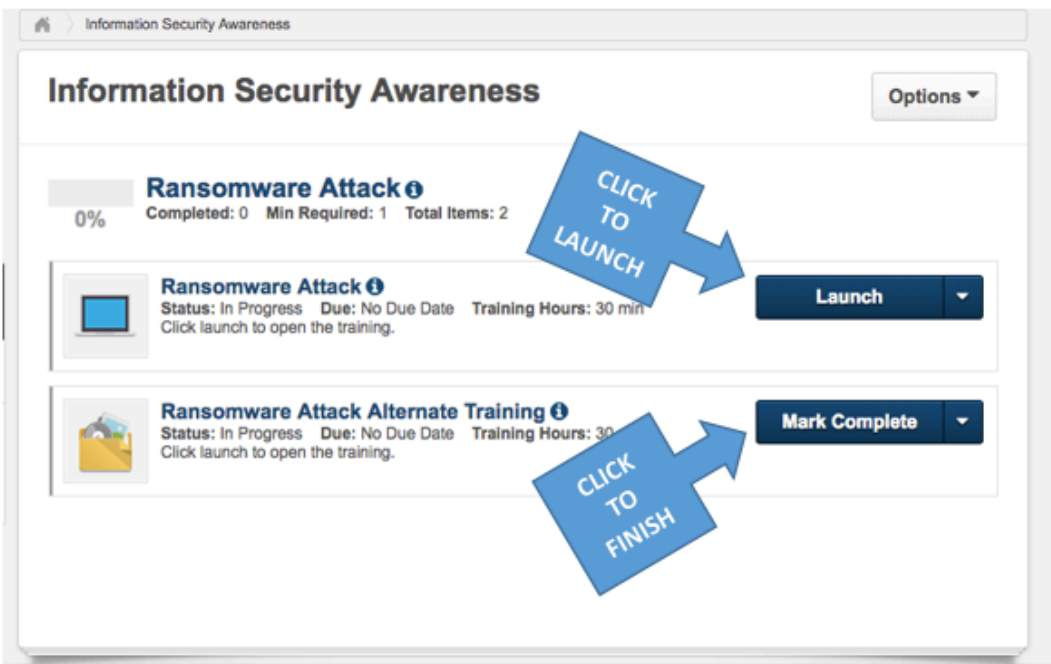 Information Security Awareness
Information Security Awareness
Options
Ransomware Attack
0%
Completed: 0 Min Required: 1 Total Items: 2
CLICK
TO
LAUNCH
Ransomware Attack
Status: In Progress Due: No Due Date Training Hours: 30 min
Click launch to open the training.
Launch
Ransomware Attack Alternate Training
Status: In Progress Due: No Due Date Training Hours: 30
Click launch to open the training.
Mark Complete
CLICK
TO
FINISH